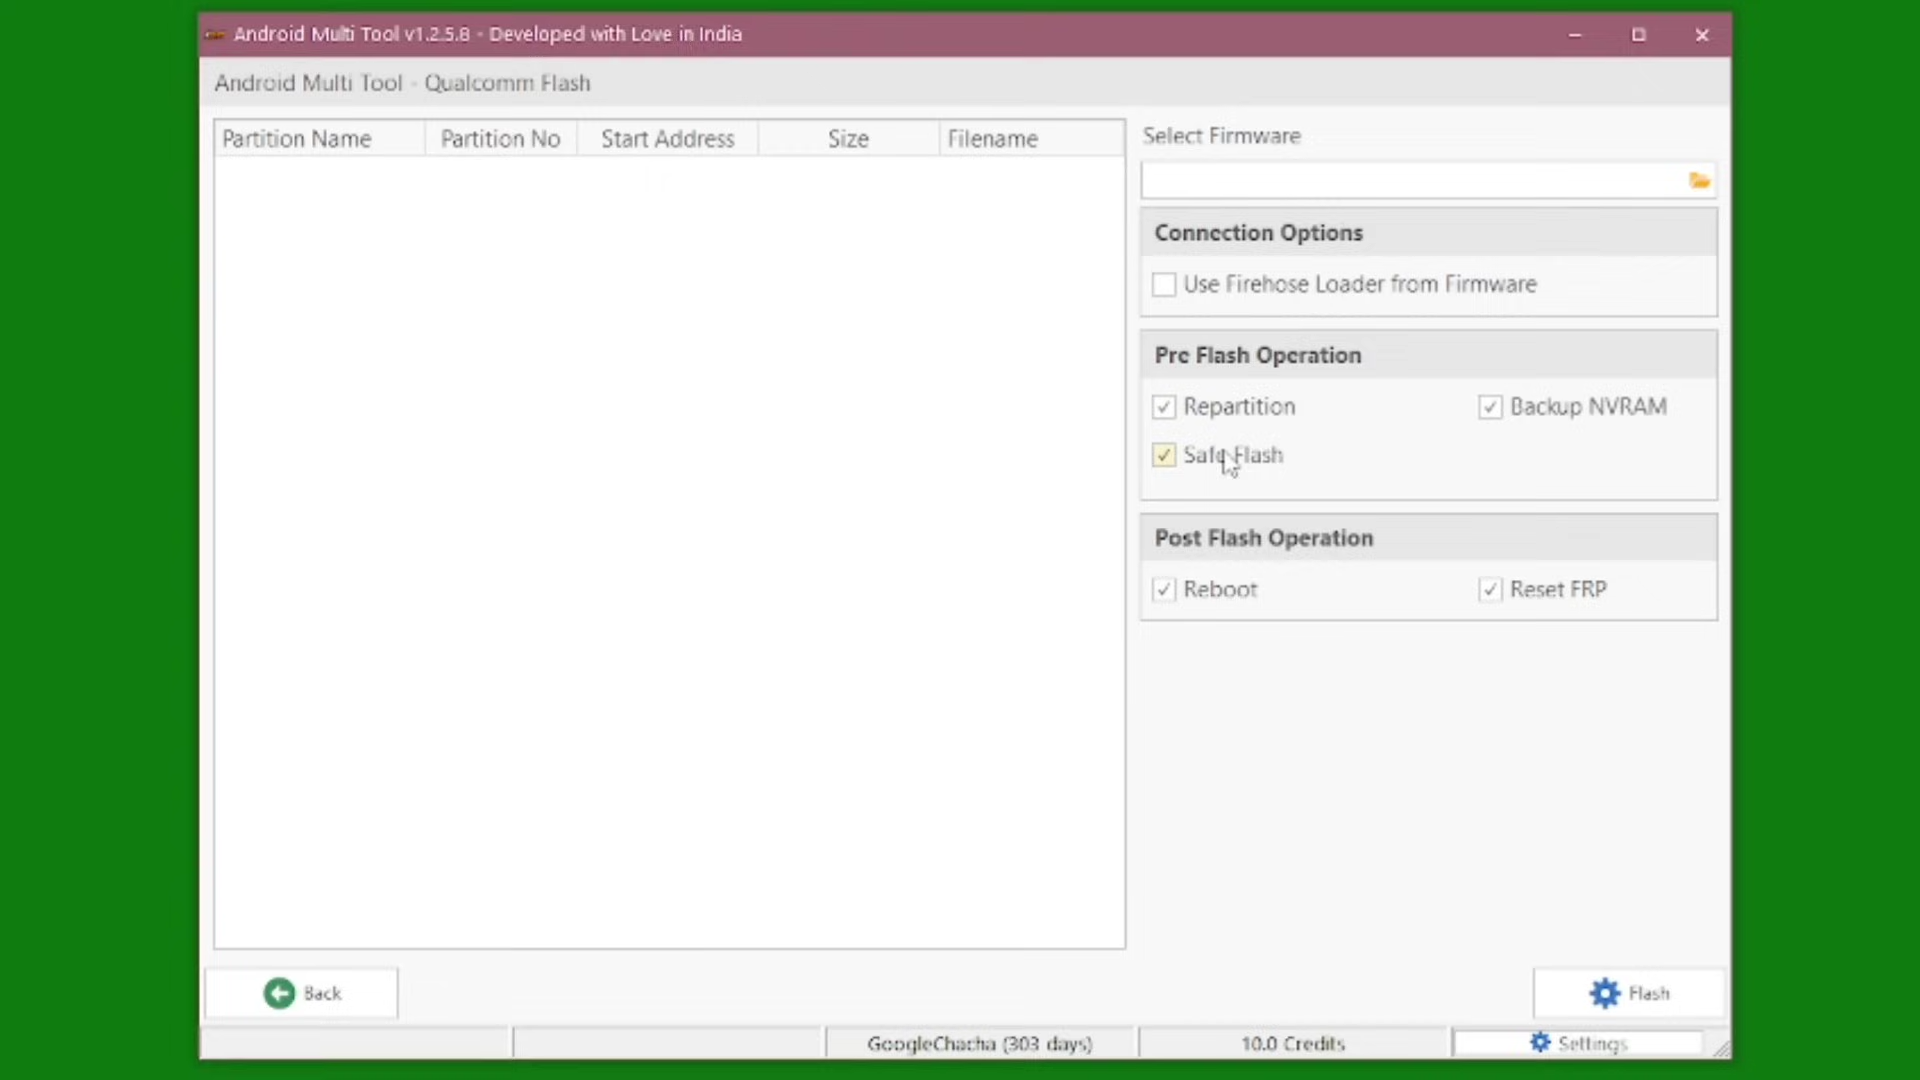 Android Multi Tool v1.2.5.8 - Developed with Love in India
Android Multi Tool - Qualcomm Flash
Partition Name Partition No Start Address Size Filename
Select Firmware
Connection Options
Use Firehose Loader from Firmware
Pre Flash Operation
Repartition Backup NVRAM
Safe Flash
Post Flash Operation
Reboot Reset FRP
Back Flash
GoogleChacha (303 days) 10.0 Credits Settings